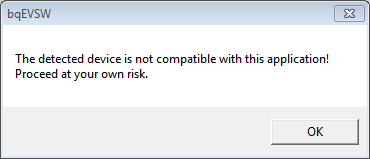 bqEVSW
The detected device is not compatible with this application!
Proceed at your own risk.
OK